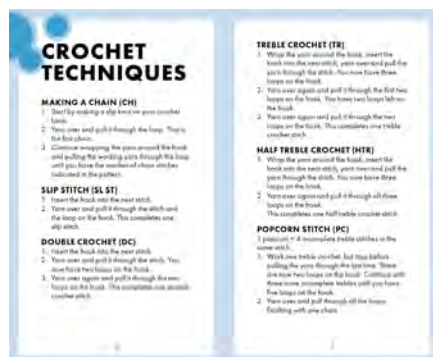 CROCHET
TECHNIQUES
MAKING A CHAIN (CH)
1 Start by making a slip knot on your crochet
hook.
2 Yarn over and pull it through the loop. That is
the first chain.
3 Continue wrapping the yarn around the hook
and pulling the working yarn through the loop
until you have the number of chain stitches
indicated in the pattern.
SLIP STITCH (SL ST)
1 Insert the hook into the next stitch.
2 Yarn over and pull it through the stitch and
the loop on the hook. This completes one
slip stitch.
DOUBLE CROCHET (DC)
1. Insert the hook into the next stitch.
2. Yarn over and pull it through the stitch. You
now have two loops on the hook.
3. Yarn over again and pull it through the two
loops on the hook. This completes one double
crochet stitch.
TREBLE CROCHET (TR)
1. Wrap the yarn around the hook, insert the
hook into the next stitch, yarn over and pull the
yarn through the stitch. You now have three
loops on the hook.
2. Yarn over again and pull it through the first two
loops on the hook. You have two loops left on
the hook.
3. Yarn over again and pull it through the two
loops on the hook. This completes one treble
crochet stitch.
HALF TREBLE CROCHET (HTR)
1. Wrap the yarn around the hook, insert the
hook into the next stitch, yarn over and pull the
yarn through the stitch. You now have three
loops on the hook.
2. Yarn over again and pull it through all three
loops on the hook.
This completes one half treble crochet stitch
POPCORN STITCH (PC)
1 popcorn = 4 incomplete treble stitches in the
same stitch.
1. Work one treble crochet, but stop before
pulling the yarn through the last time. There
are now two loops on the hook. Continue with
three more incomplete trebles until you have
five loops on the hook.
2. Yarn over and pull through all the loops
finishing with one chain.